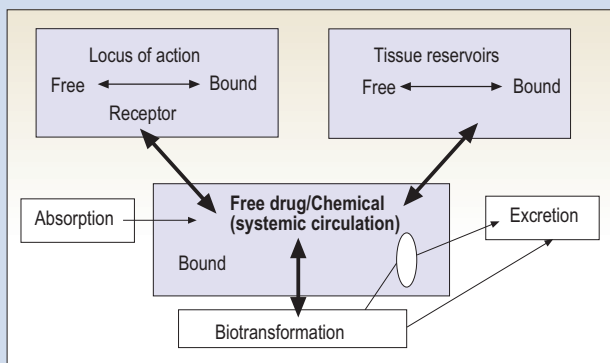 Locus of action
Free Bound
Receptor
Tissue reservoirs
Free Bound
Absorption
Free drug/Chemical
(systemic circulation)
Bound
Excretion
Biotransformation